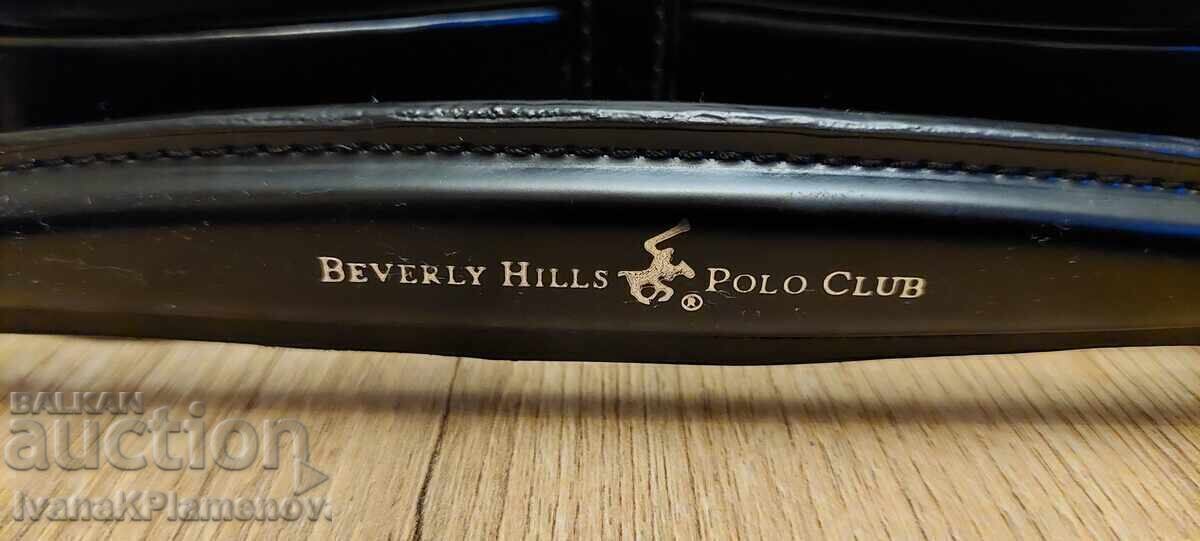 BEVERLY HILLS POLO CLUB
®
BALKAN
auction
IvanaKPlamenov